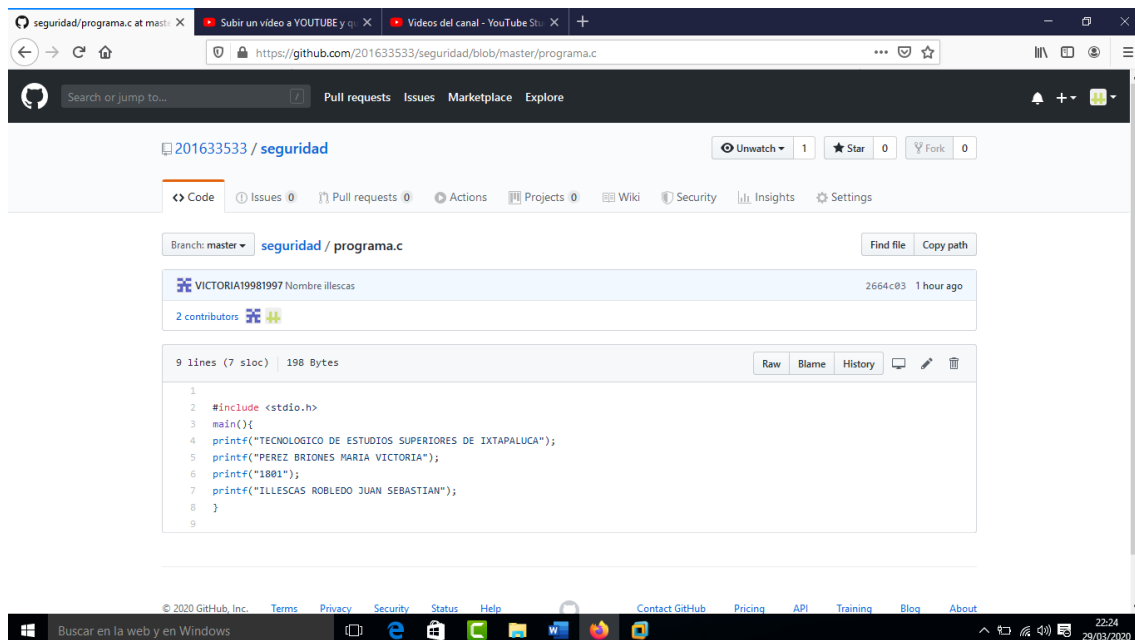 seguridad/programa.c at maste
Subir un vídeo a YOUTUBE y qu
Videos del canal - YouTube Stu
https://github.com/201633533/seguridad/blob/master/programa.c
Search or jump to...
/
Pull requests Issues Marketplace Explore
201633533 / seguridad
Unwatch 1 Star 0 Fork 0
Code Issues 0 Pull requests 0 Actions Projects 0 Wiki Security Insights Settings
Branch: master seguridad / programa.c Find file Copy path
VICTORIA19981997 Nombre illescas 2664c03 1 hour ago
2 contributors
9 lines (7 sloc) 198 Bytes Raw Blame History
1
2 #include <stdio.h>
3 main(){
4 printf("TECNOLOGICO DE ESTUDIOS SUPERIORES DE IXTAPALUCA");
5 printf("PEREZ BRIONES MARIA VICTORIA");
6 printf("1801");
7 printf("ILLESCAS ROBLEDO JUAN SEBASTIAN");
8 }
9
© 2020 GitHub, Inc. Terms Privacy Security Status Help Contact GitHub Pricing API Training Blog About
Buscar en la web y en Windows
22:24
29/03/2020